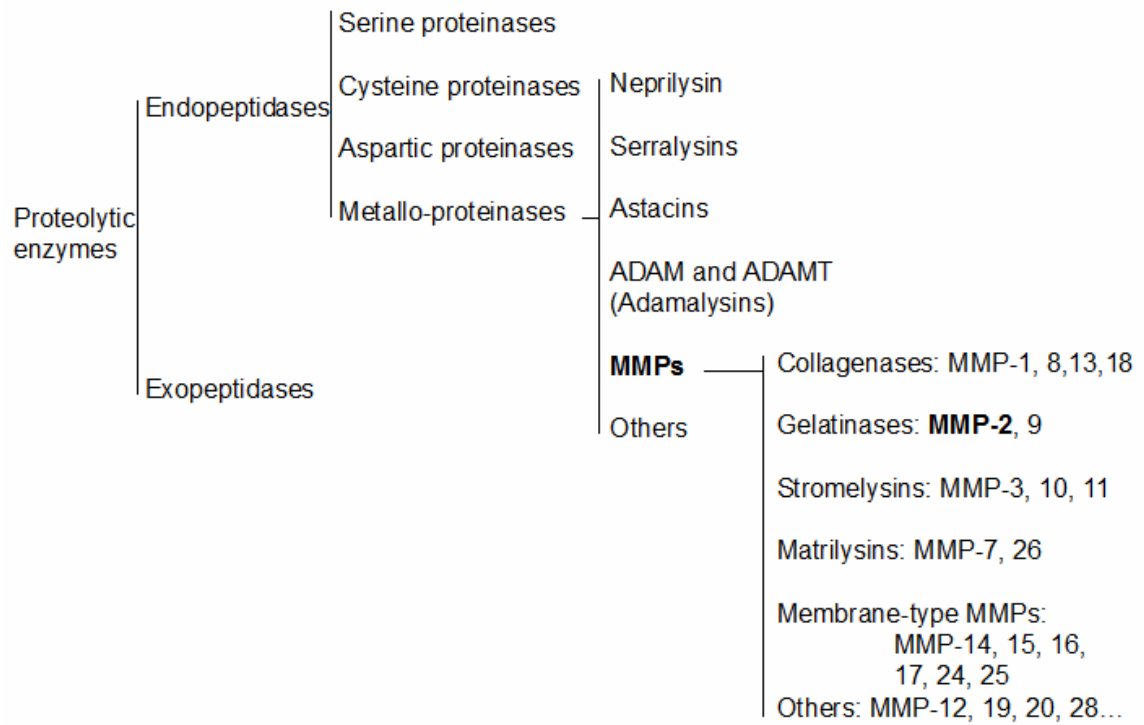 Proteolytic
enzymes
Endopeptidases
Exopeptidases
Serine proteinases
Cysteine proteinases
Aspartic proteinases
Metallo-proteinases
Neprilysin
Serralysins
Astacins
ADAM and ADAMT
(Adamalysins)
MMPs
Others
Collagenases: MMP-1, 8,13,18
Gelatinases: MMP-2, 9
Stromelysins: MMP-3, 10, 11
Matrilysins: MMP-7, 26
Membrane-type MMPs:
MMP-14, 15, 16,
17, 24, 25
Others: MMP-12, 19, 20, 28…